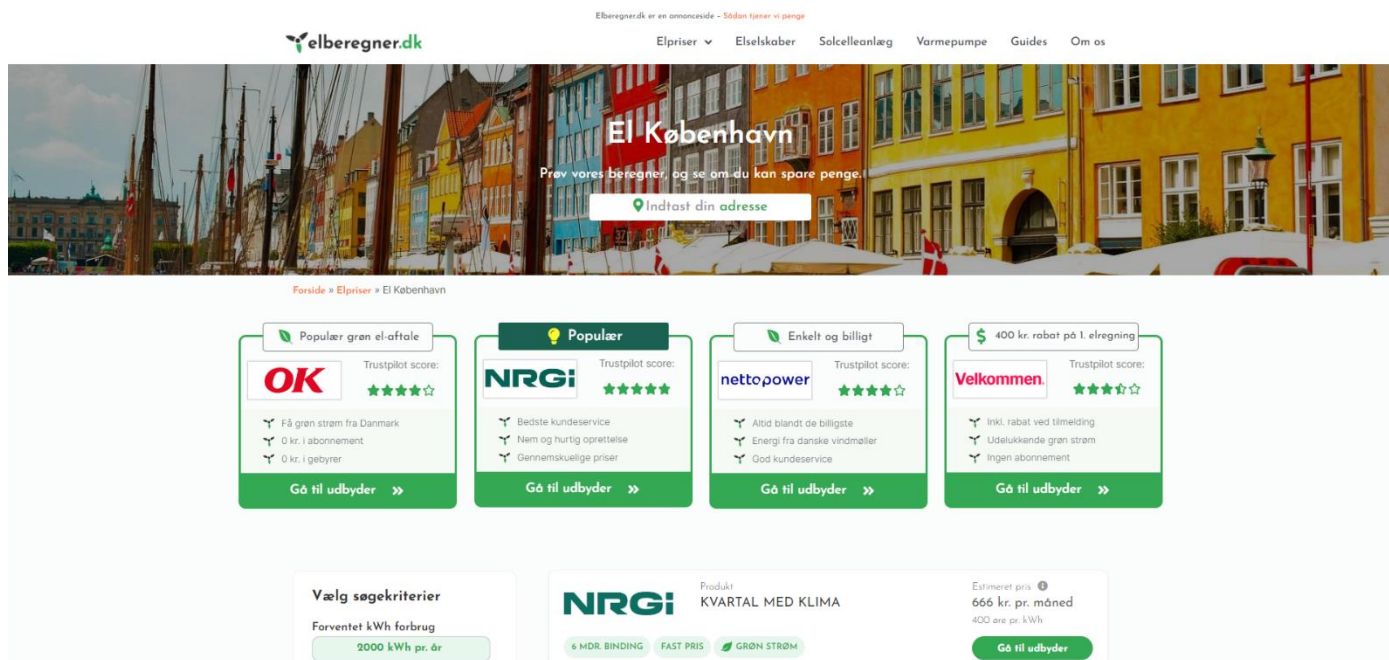 Elberegner.dk er en annonceside – Sådan tjener vi penge
elberegner.dk
Elpriser Elselskaber Solcelleanlæg Varmepumpe Guides Om os
El København
Prøv vores beregner, og se om du kan spare penge.
Indtast din adresse
Forside » Elpriser » El København
Populær grøn el-aftale
OK
Trustpilot score:
Få grøn strøm fra Danmark
0 kr. i abonnement
0 kr. i gebyrer
Gå til udbyder »
Populær
NRGi
Trustpilot score:
Bedste kundeservice
Nem og hurtig oprettelse
Gennemskuelige priser
Gå til udbyder »
Enkelt og billigt
nettopower
Trustpilot score:
Altid blandt de billigste
Energi fra danske vindmøller
God kundeservice
Gå til udbyder »
400 kr. rabat på 1. elregning
Velkommen.
Trustpilot score:
Inkl. rabat ved tilmelding
Udelukkende grøn strøm
Ingen abonnement
Gå til udbyder »
Vælg søgekriterier
Forventet kWh forbrug
2000 kWh pr. år
NRGi
Produkt
KVARTAL MED KLIMA
6 MDR. BINDING FAST PRIS GRØN STRØM
Estimeret pris
666 kr. pr. måned
400 øre pr. kWh
Gå til udbyder